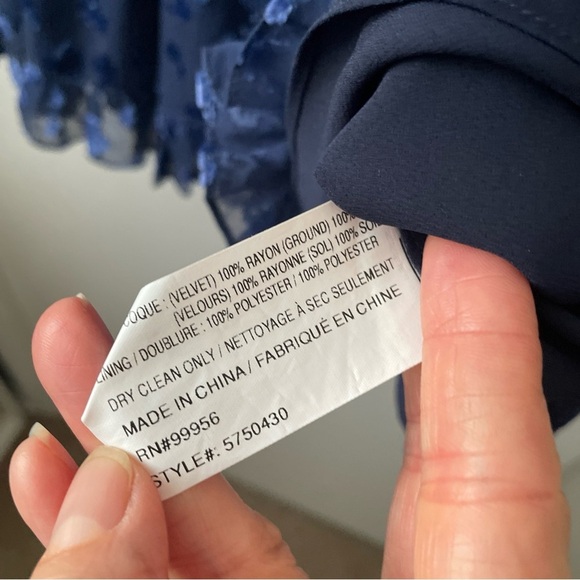 COQUE : (VELVET) 100% RAYON (GROUND) 100%
(VELOURS) 100% RAYONNE (SOL) 100% SOIE
LINING / DOUBLURE : 100% POLYESTER / 100% POLYESTER
DRY CLEAN ONLY / NETTOYAGE À SEC SEULEMENT
MADE IN CHINA / FABRIQUÉ EN CHINE
RN#99956
STYLE#: 5750430